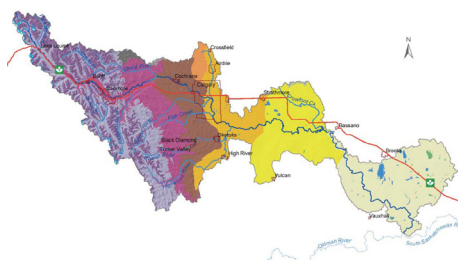 Crossfield
Airdrie
Lake Louise
N
Banff
Cochrane
Canmore
Calgary
Strathmore
Bassano
Okotoks
Black Diamond
Turner Valley
High River
Brooks
Vulcan
Vauxhall
Oldman River
South Saskatchewan R